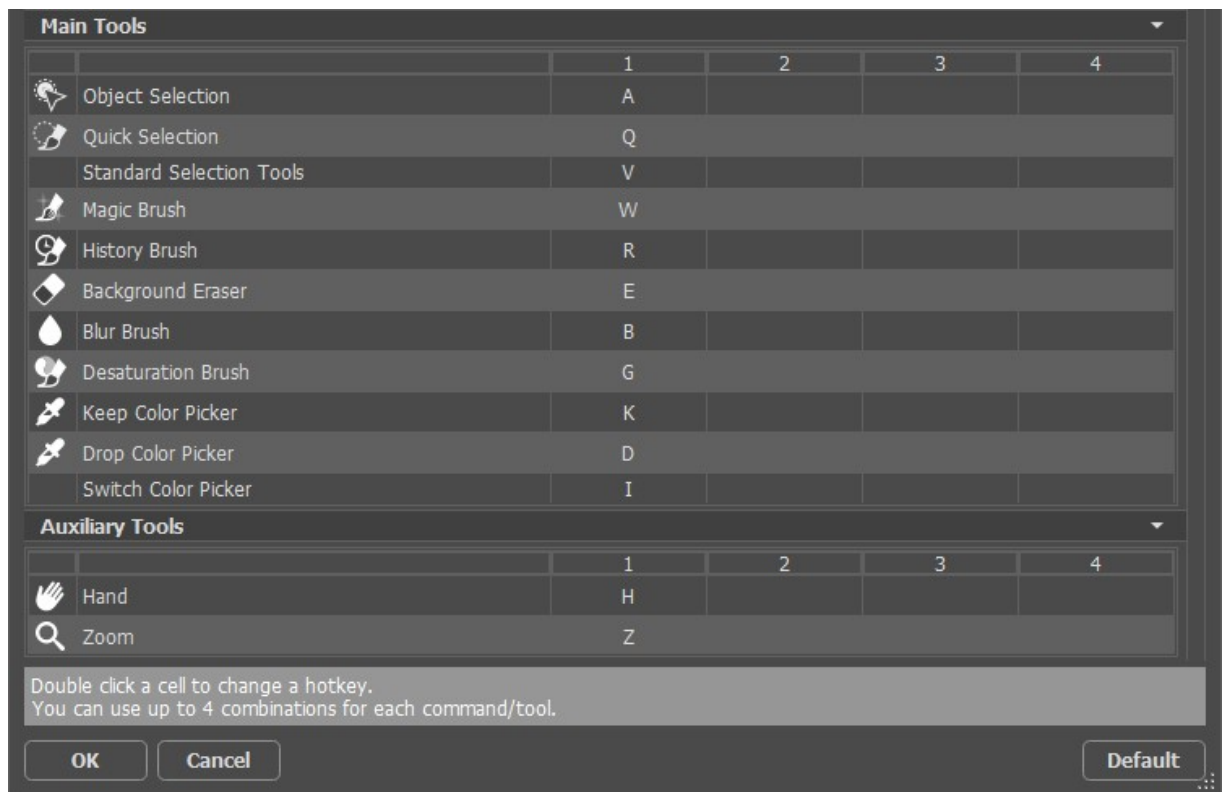 Main Tools
1 2 3 4
Object Selection A
Quick Selection Q
Standard Selection Tools V
Magic Brush W
History Brush R
Background Eraser E
Blur Brush B
Desaturation Brush G
Keep Color Picker K
Drop Color Picker D
Switch Color Picker I
Auxiliary Tools
1 2 3 4
Hand H
Zoom Z
Double click a cell to change a hotkey.
You can use up to 4 combinations for each command/tool.
OK Cancel Default